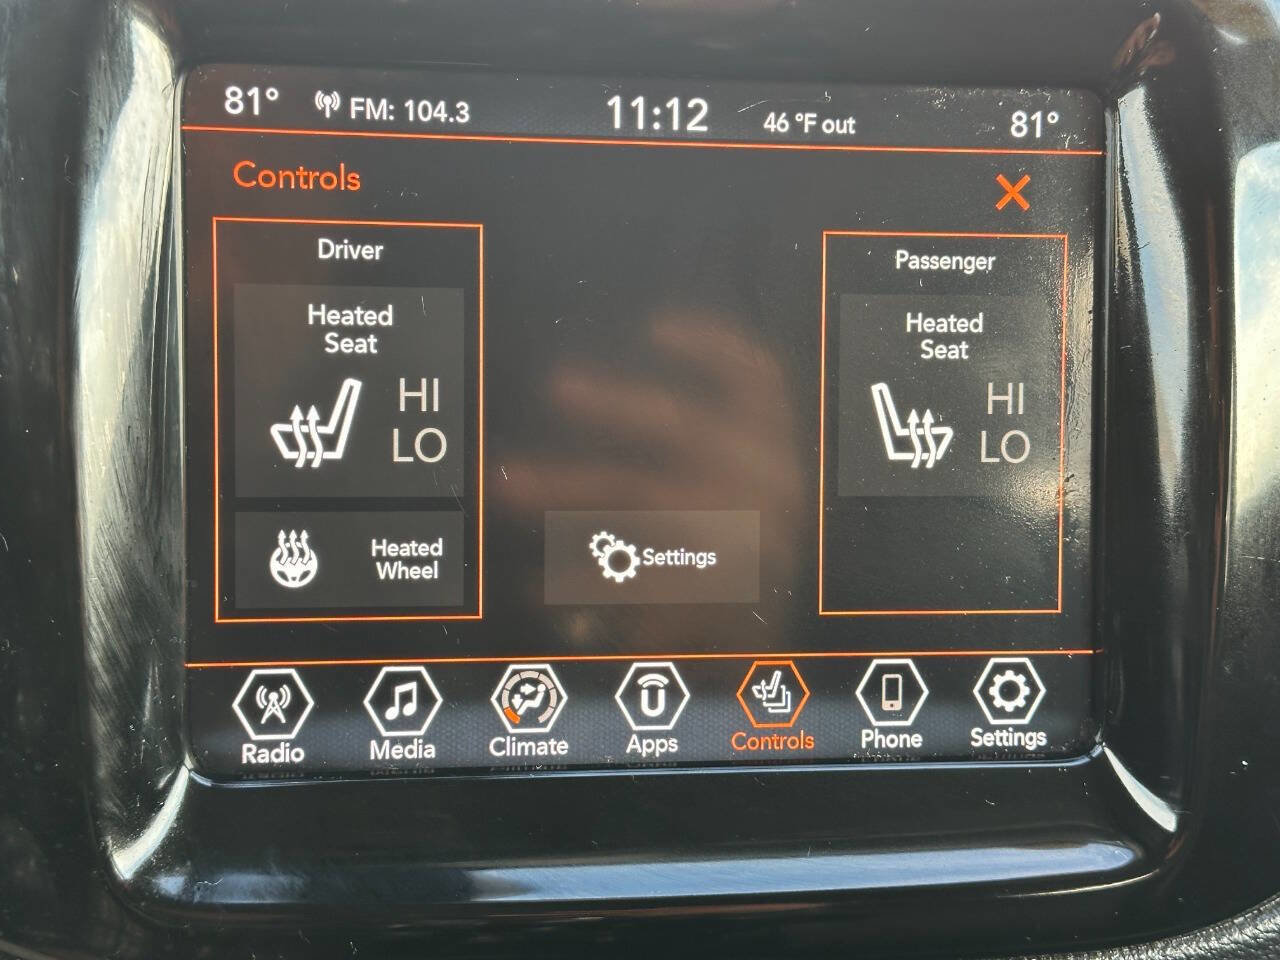 81° FM: 104.3 11:12 46 °F out 81°
Controls
Driver
Heated
Seat
HI
LO
Heated
Wheel
Settings
Passenger
Heated
Seat
HI
LO
Radio Media Climate Apps Controls Phone Settings